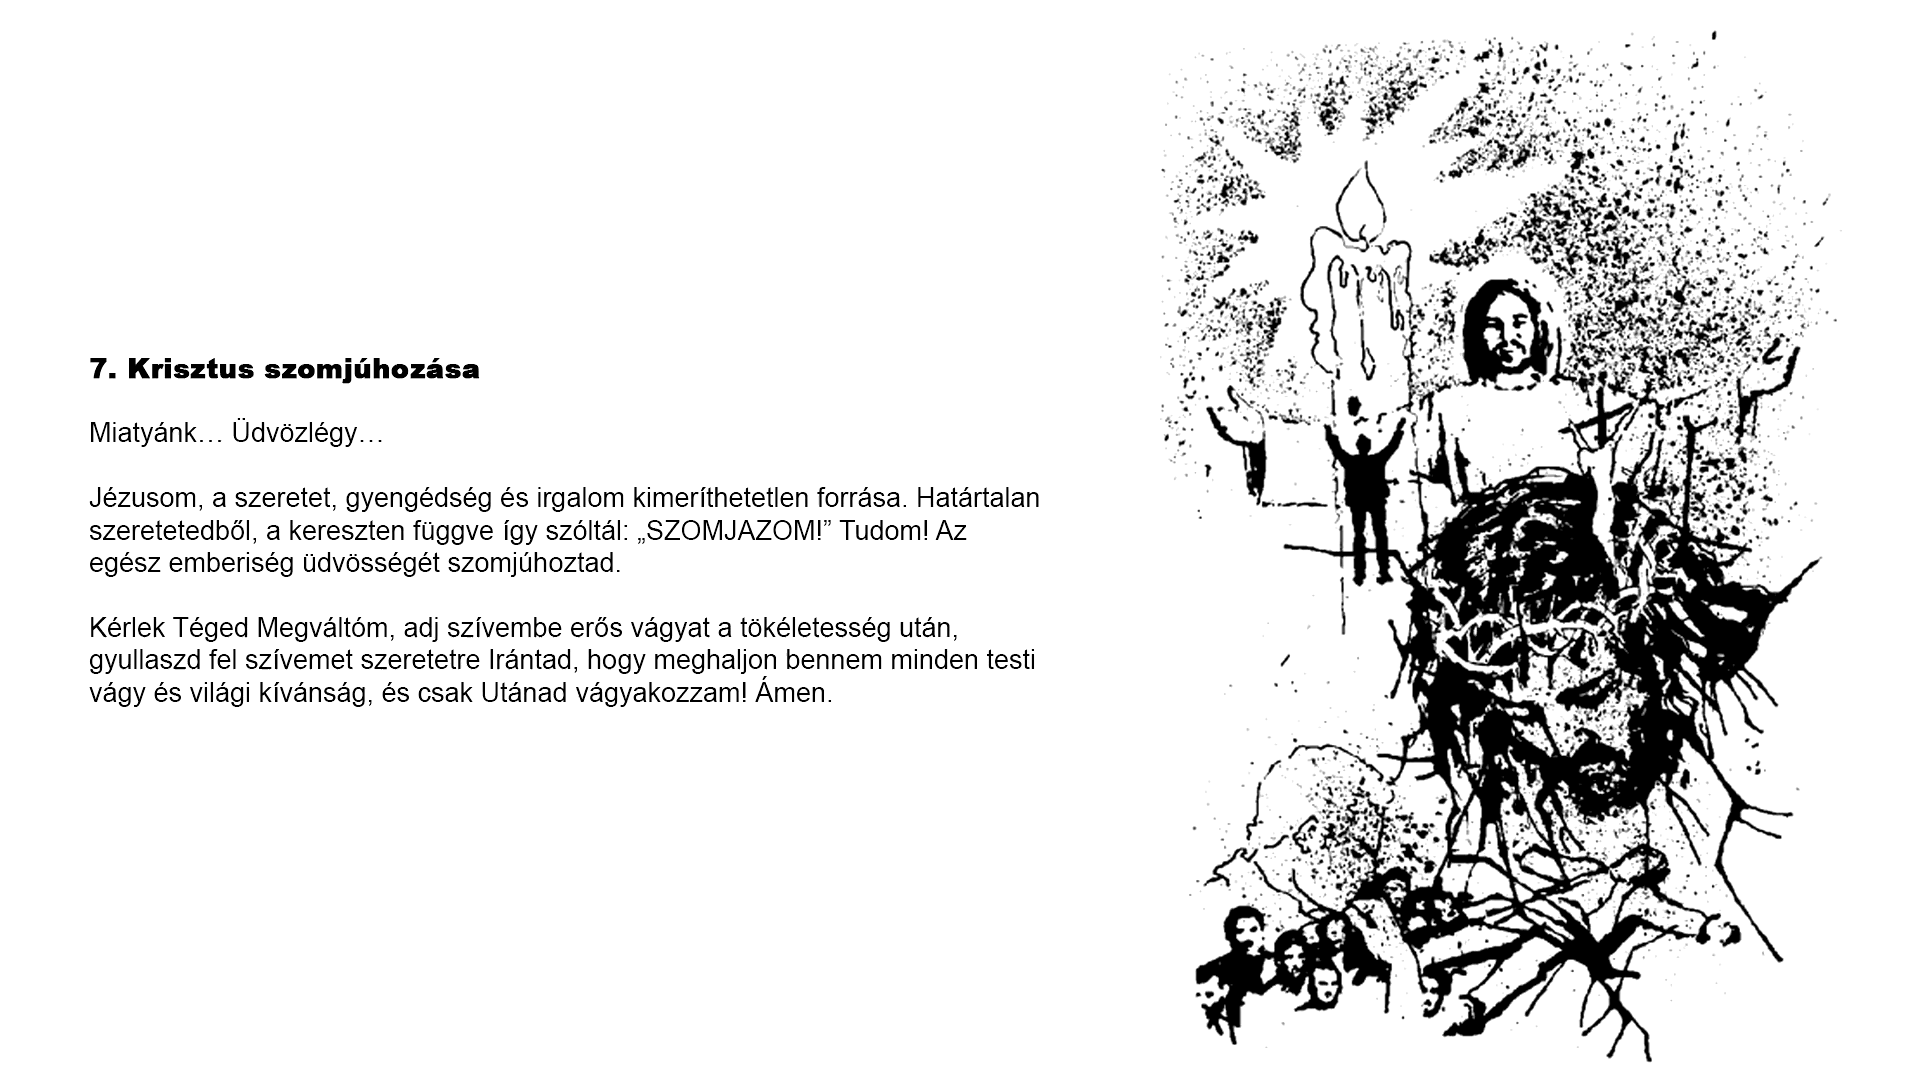 7. Krisztus szomjúhozása
Miatyánk… Üdvözlégy…
Jézusom, a szeretet, gyengédség és irgalom kimeríthetetlen forrása. Határtalan
szeretetedből, a kereszten függve így szóltál: „SZOMJAZOM!” Tudom! Az
egész emberiség üdvösségét szomjúhoztad.
Kérlek Téged Megváltóm, adj szívembe erős vágyat a tökéletesség után,
gyullaszd fel szívemet szeretetre Irántad, hogy meghaljon bennem minden testi
vágy és világi kívánság, és csak Utánad vágyakozzam! Ámen.